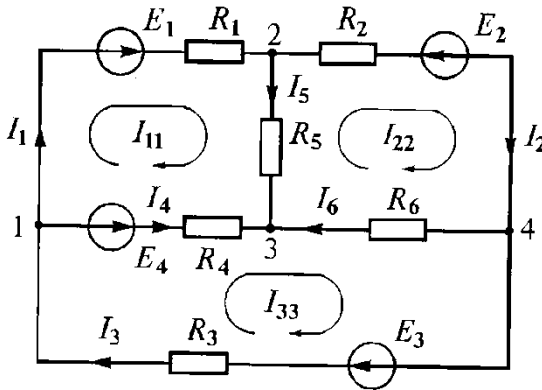 E₁ R₁ 2 R₂ E₂
I₅
I₁ I₁₁ R₅ I₂₂ I₂
I₄ I₆ R₆
1 3 4
E₄ R₄
I₃₃
I₃ R₃ E₃